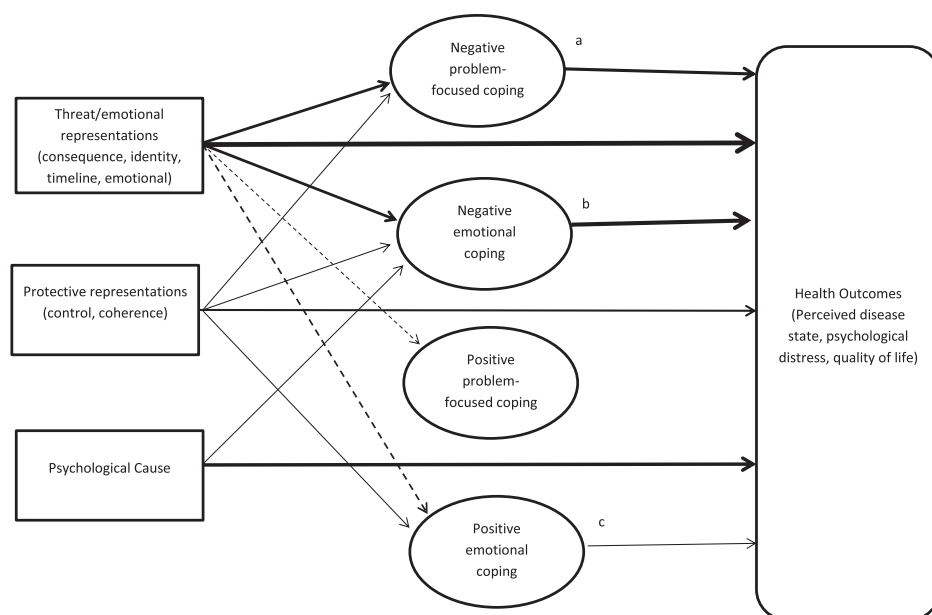 Negative
problem-
focused coping
a
Threat/emotional
representations
(consequence, identity,
timeline, emotional)
Negative
emotional
coping
b
Protective representations
(control, coherence)
Health Outcomes
(Perceived disease
state, psychological
distress, quality of life)
Positive
problem-
focused coping
Psychological Cause
Positive
emotional
coping
c